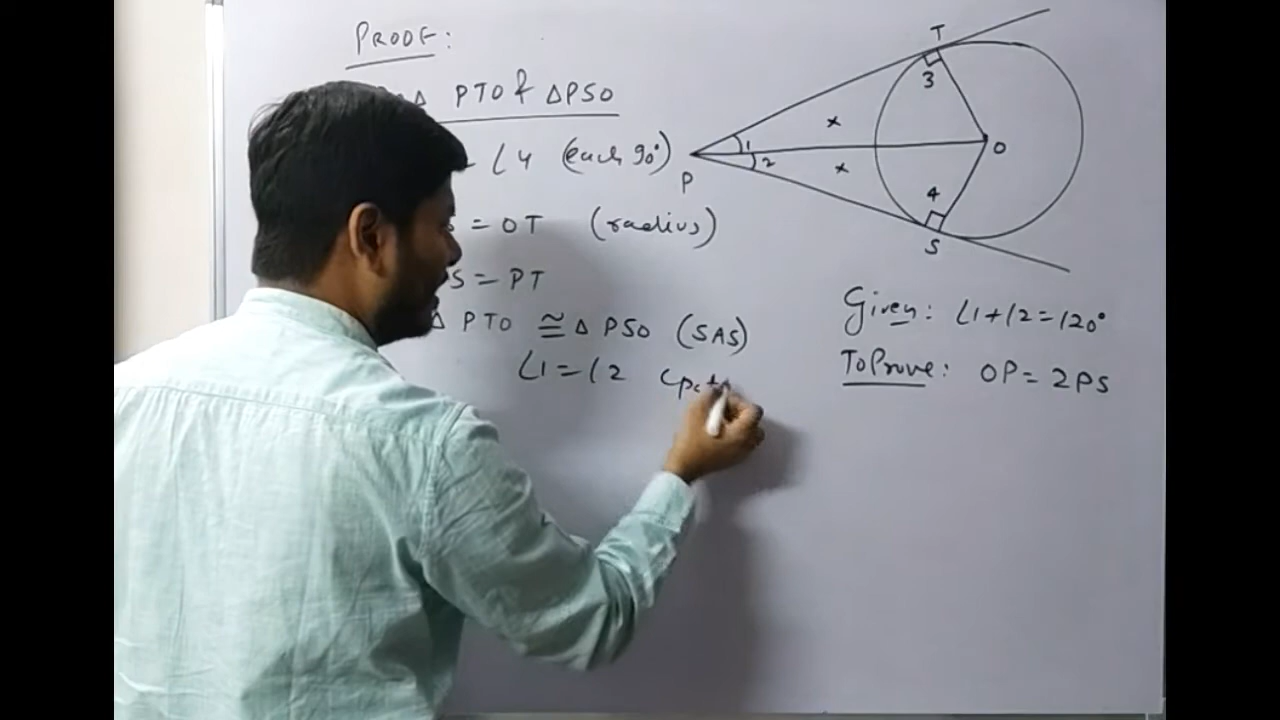 PROOF:
Δ PTO & ΔPSO
= ∠4 (each 90°)
= OT (radius)
S = PT
Δ PTO ≅ Δ PSO (SAS)
∠1 = ∠2 cpct
T
3
x
1
2
O
P
x
4
S
Given: ∠1+∠2=120°
To Prove: OP = 2PS